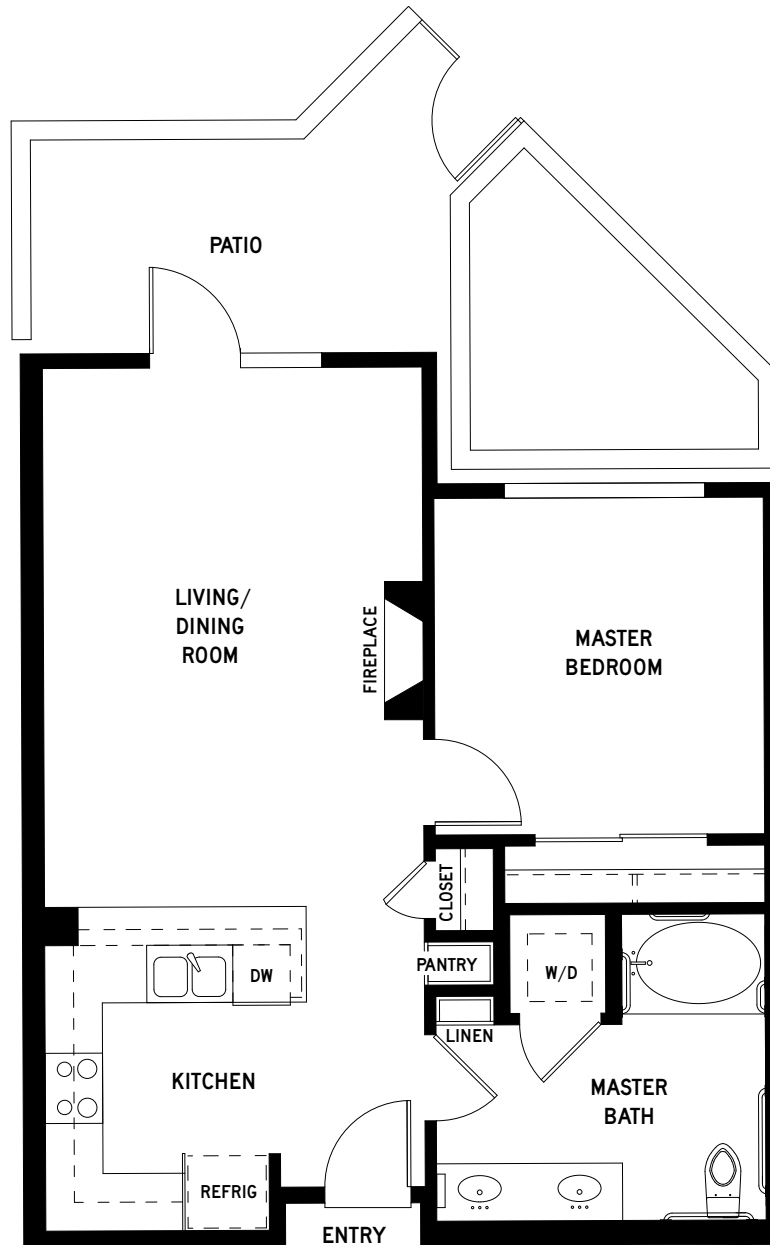 PATIO
LIVING/
DINING
ROOM
FIREPLACE
MASTER
BEDROOM
CLOSET
PANTRY
W/D
DW
LINEN
KITCHEN
MASTER
BATH
REFRIG
ENTRY